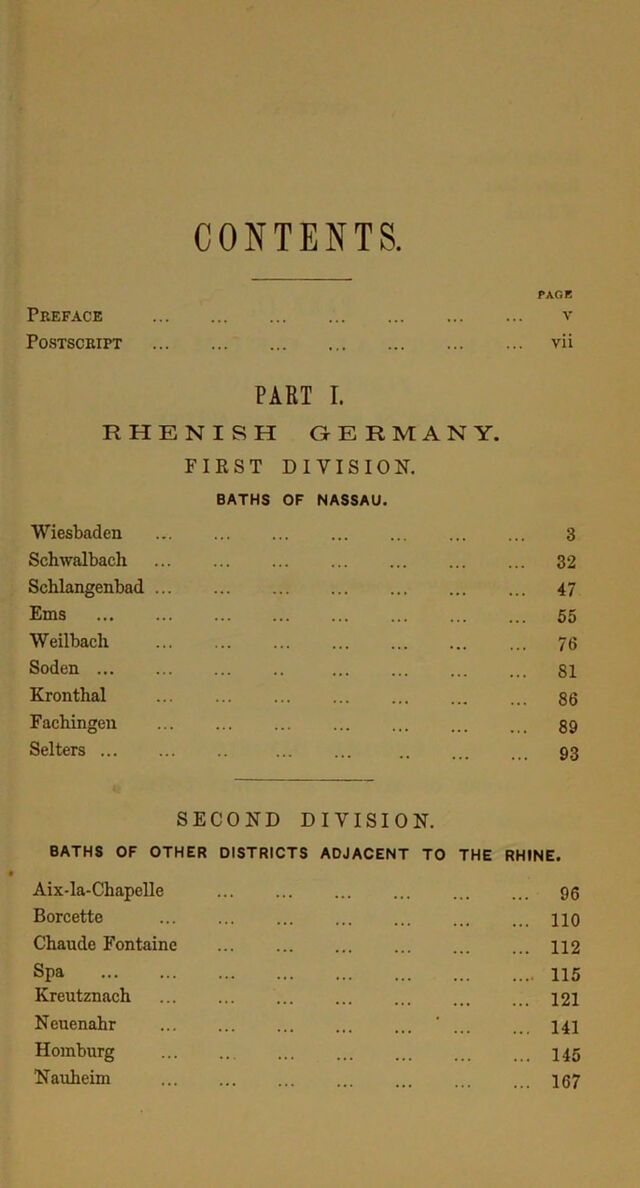 CONTENTS.
PAGE
PREFACE ... ... ... ... ... ... ... v
POSTSCRIPT ... ... ... ... ... ... ... vii
PART I.
RHENISH GERMANY.
FIRST DIVISION.
BATHS OF NASSAU.
Wiesbaden ... ... ... ... ... ... ... 3
Schwalbach ... ... ... ... ... ... ... 32
Schlangenbad ... ... ... ... ... ... ... 47
Ems ... ... ... ... ... ... ... ... 55
Weilbach ... ... ... ... ... ... ... 76
Soden ... ... ... .. ... ... ... ... 81
Kronthal ... ... ... ... ... ... ... 86
Fachingen ... ... ... ... ... ... ... 89
Selters ... ... .. ... ... .. ... ... 93
SECOND DIVISION.
BATHS OF OTHER DISTRICTS ADJACENT TO THE RHINE.
Aix-la-Chapelle ... ... ... ... ... ... 96
Borcette ... ... ... ... ... ... ... 110
Chaude Fontaine ... ... ... ... ... ... 112
Spa ... ... ... ... ... ... ... ... 115
Kreutznach ... ... ... ... ... ... ... 121
Neuenahr ... ... ... ... ... ... ... 141
Homburg ... ... ... ... ... ... ... 145
Nauheim ... ... ... ... ... ... ... 167